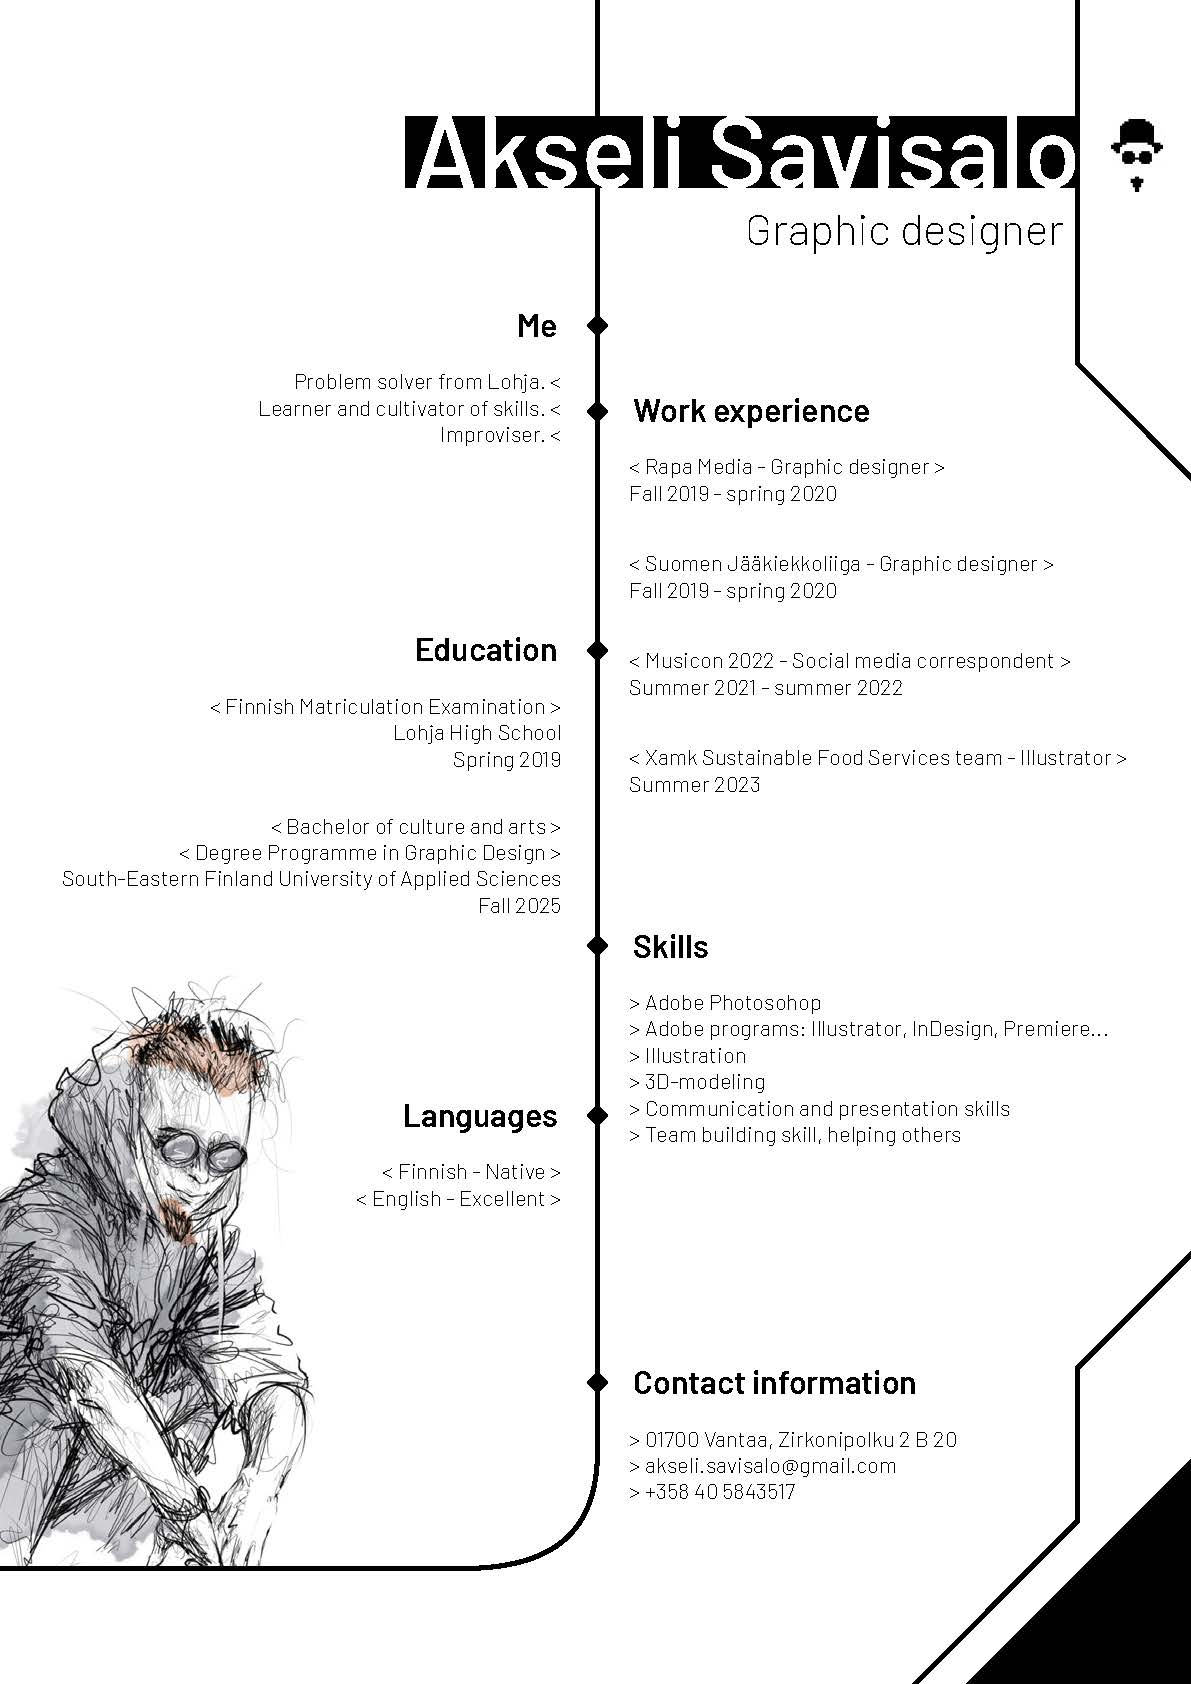 Akseli Savisalo
Graphic designer
Me
Problem solver from Lohja. <
Learner and cultivator of skills. <
Improviser. <
Work experience
< Rapa Media - Graphic designer >
Fall 2019 - spring 2020
< Suomen Jääkiekkoliiga - Graphic designer >
Fall 2019 - spring 2020
< Musicon 2022 - Social media correspondent >
Summer 2021 - summer 2022
< Xamk Sustainable Food Services team - Illustrator >
Summer 2023
Education
< Finnish Matriculation Examination >
Lohja High School
Spring 2019
< Bachelor of culture and arts >
< Degree Programme in Graphic Design >
South-Eastern Finland University of Applied Sciences
Fall 2025
Skills
> Adobe Photosohop
> Adobe programs: Illustrator, InDesign, Premiere...
> Illustration
> 3D-modeling
> Communication and presentation skills
> Team building skill, helping others
Languages
< Finnish - Native >
< English - Excellent >
Contact information
> 01700 Vantaa, Zirkonipolku 2 B 20
> akseli.savisalo@gmail.com
> +358 40 5843517